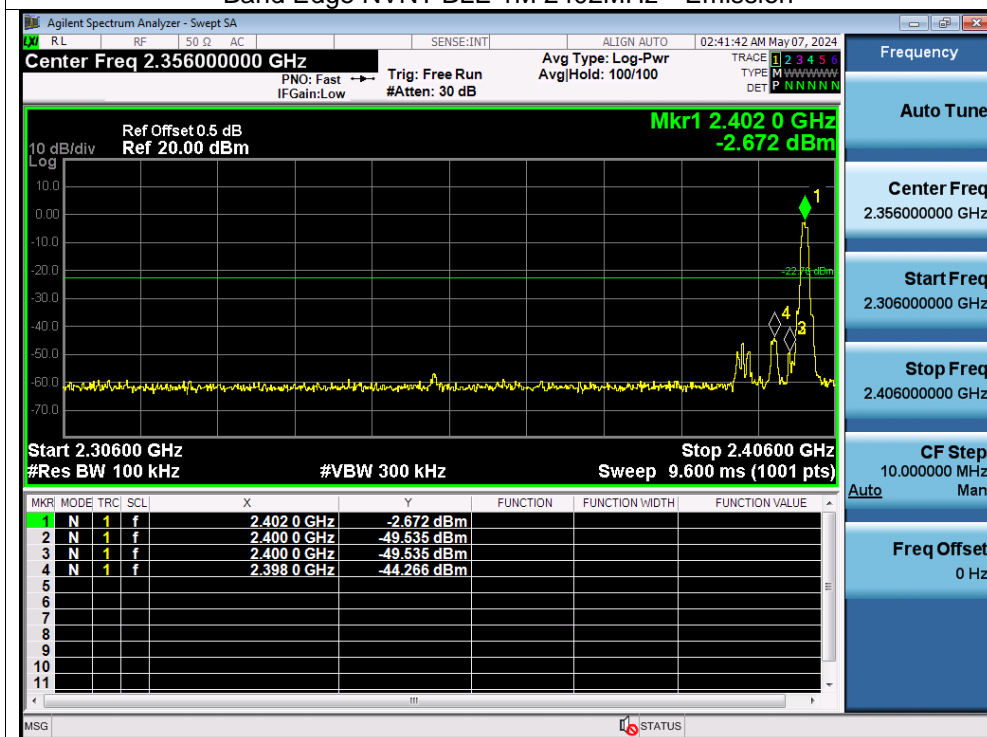 Band Edge NVNT BLE 1M 2402MHz Emission
Agilent Spectrum Analyzer - Swept SA
LXI RL RF 50 Ω AC SENSE:INT ALIGN AUTO 02:41:42 AM May 07, 2024
Center Freq 2.356000000 GHz
PNO: Fast Trig: Free Run Avg Type: Log-Pwr TRACE 1 2 3 4 5 6
IFGain:Low #Atten: 30 dB Avg|Hold: 100/100 TYPE M WWWWW
DET P N N N N N
Ref Offset 0.5 dB Mkr1 2.402 0 GHz
10 dB/div Ref 20.00 dBm -2.672 dBm
Log
10.0
0.00
-10.0
-20.0
-30.0
-40.0
-50.0
-60.0
-70.0
1
-22.76 dBm
4
3
Start 2.30600 GHz Stop 2.40600 GHz
#Res BW 100 kHz #VBW 300 kHz Sweep 9.600 ms (1001 pts)
MKR MODE TRC SCL X Y FUNCTION FUNCTION WIDTH FUNCTION VALUE
1 N 1 f 2.402 0 GHz -2.672 dBm
2 N 1 f 2.400 0 GHz -49.535 dBm
3 N 1 f 2.400 0 GHz -49.535 dBm
4 N 1 f 2.398 0 GHz -44.266 dBm
5
6
7
8
9
10
11
MSG STATUS
Frequency
Auto Tune
Center Freq
2.356000000 GHz
Start Freq
2.306000000 GHz
Stop Freq
2.406000000 GHz
CF Step
10.000000 MHz
Auto Man
Freq Offset
0 Hz